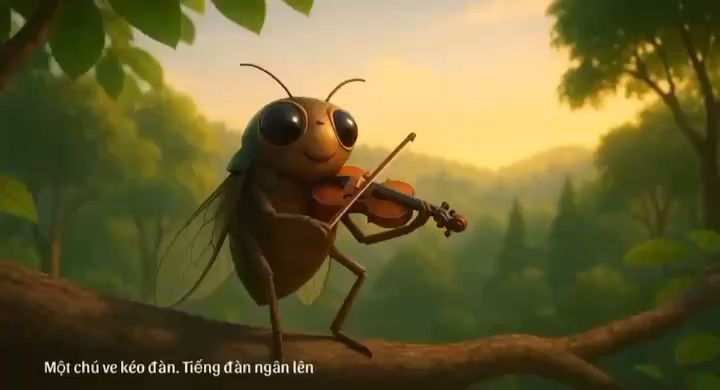 Một chú ve kéo đàn. Tiếng đàn ngân lên